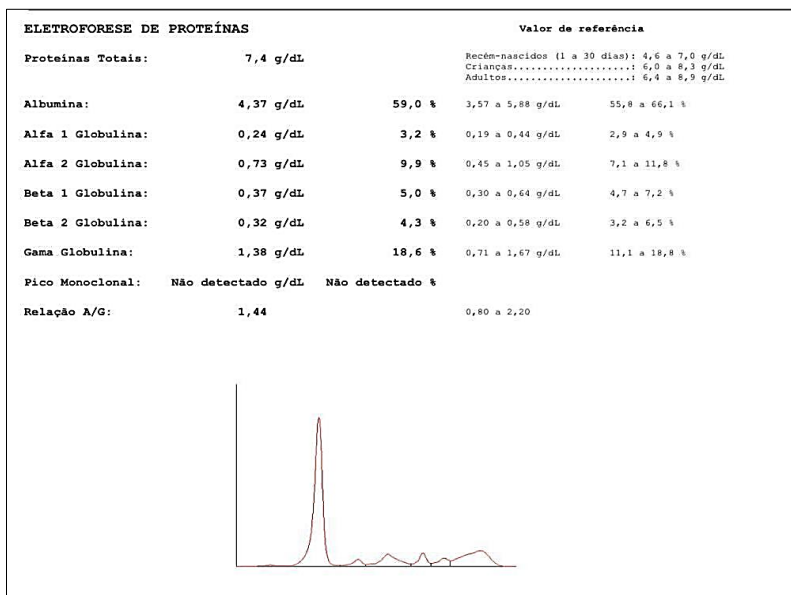 ELETROFORESE DE PROTEÍNAS Valor de referência
Proteínas Totais: 7,4 g/dL Recém-nascidos (1 a 30 dias): 4,6 a 7,0 g/dL
Crianças....................: 6,0 a 8,3 g/dL
Adultos.....................: 6,4 a 8,9 g/dL
Albumina: 4,37 g/dL 59,0 % 3,57 a 5,88 g/dL 55,8 a 66,1 %
Alfa 1 Globulina: 0,24 g/dL 3,2 % 0,19 a 0,44 g/dL 2,9 a 4,9 %
Alfa 2 Globulina: 0,73 g/dL 9,9 % 0,45 a 1,05 g/dL 7,1 a 11,8 %
Beta 1 Globulina: 0,37 g/dL 5,0 % 0,30 a 0,64 g/dL 4,7 a 7,2 %
Beta 2 Globulina: 0,32 g/dL 4,3 % 0,20 a 0,58 g/dL 3,2 a 6,5 %
Gama Globulina: 1,38 g/dL 18,6 % 0,71 a 1,67 g/dL 11,1 a 18,8 %
Pico Monoclonal: Não detectado g/dL Não detectado %
Relação A/G: 1,44 0,80 a 2,20